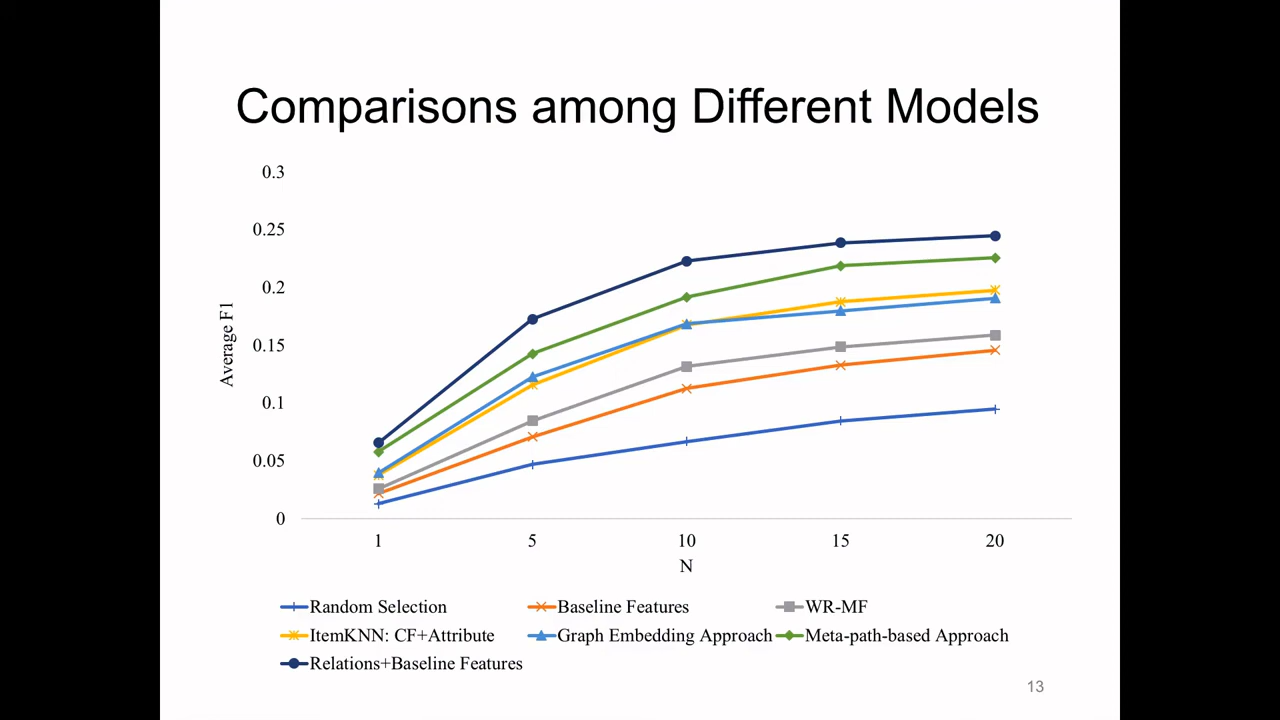 Comparisons among Different Models
0.3
0.25
0.2
0.15
0.1
0.05
0
Average F1
1 5 10 15 20
N
Random Selection Baseline Features WR-MF
ItemKNN: CF+Attribute Graph Embedding Approach Meta-path-based Approach
Relations+Baseline Features
13